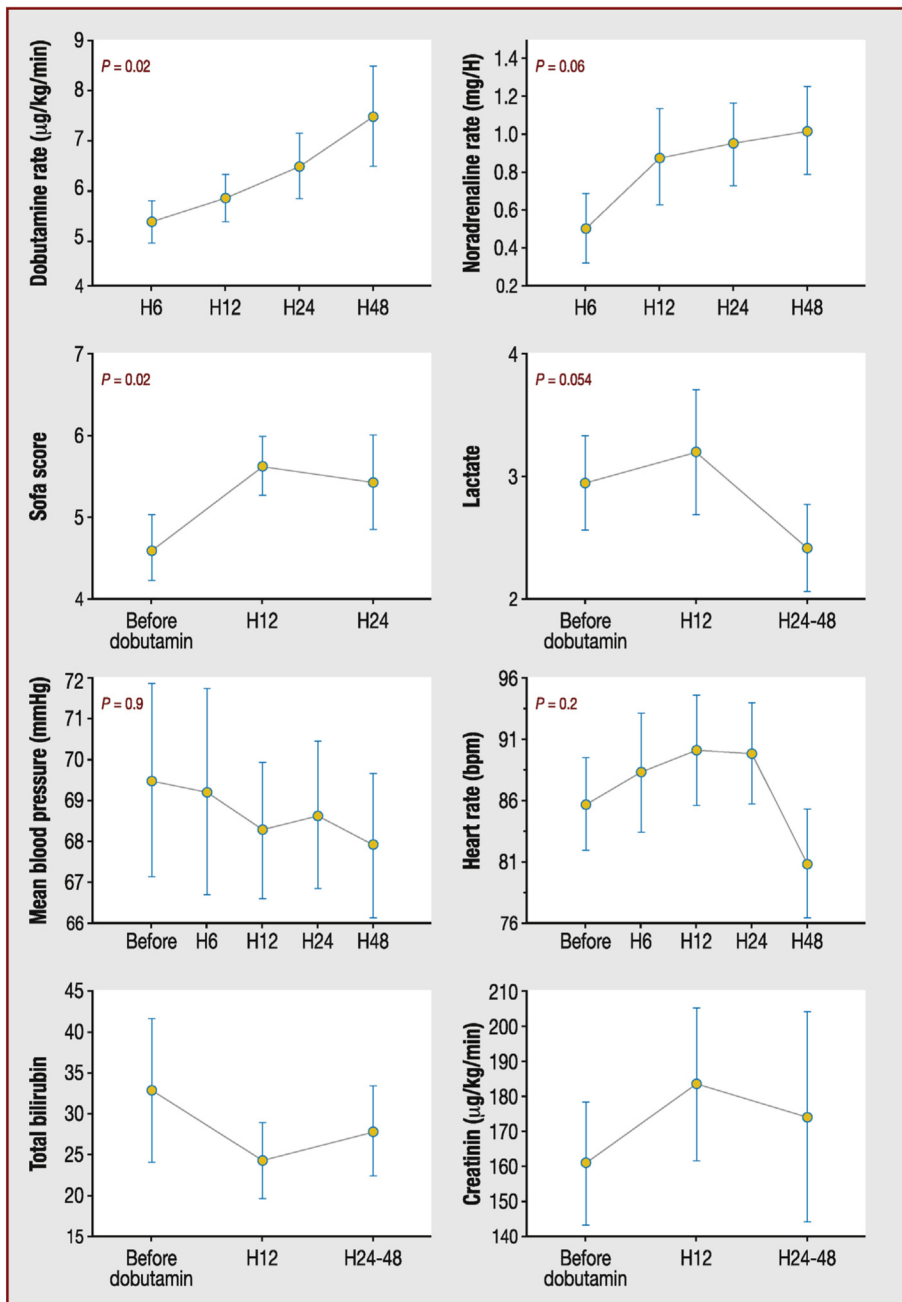 Dobutamine rate (µg/kg/min)
9
8
7
6
5
4
P = 0.02
H6 H12 H24 H48
Noradrenaline rate (mg/H)
1.4
1.2
1.0
0.8
0.6
0.4
0.2
P = 0.06
H6 H12 H24 H48
Sofa score
7
6
5
4
P = 0.02
Before H12 H24
dobutamin
Lactate
4
3
2
P = 0.054
Before H12 H24-48
dobutamin
Mean blood pressure (mmHg)
72
71
70
69
68
67
66
P = 0.9
Before H6 H12 H24 H48
Heart rate (bpm)
96
91
86
81
76
P = 0.2
Before H6 H12 H24 H48
Total bilirubin
45
40
35
30
25
20
15
Before H12 H24-48
dobutamin
Creatinin (µg/kg/min)
210
200
190
180
170
160
150
140
Before H12 H24-48
dobutamin